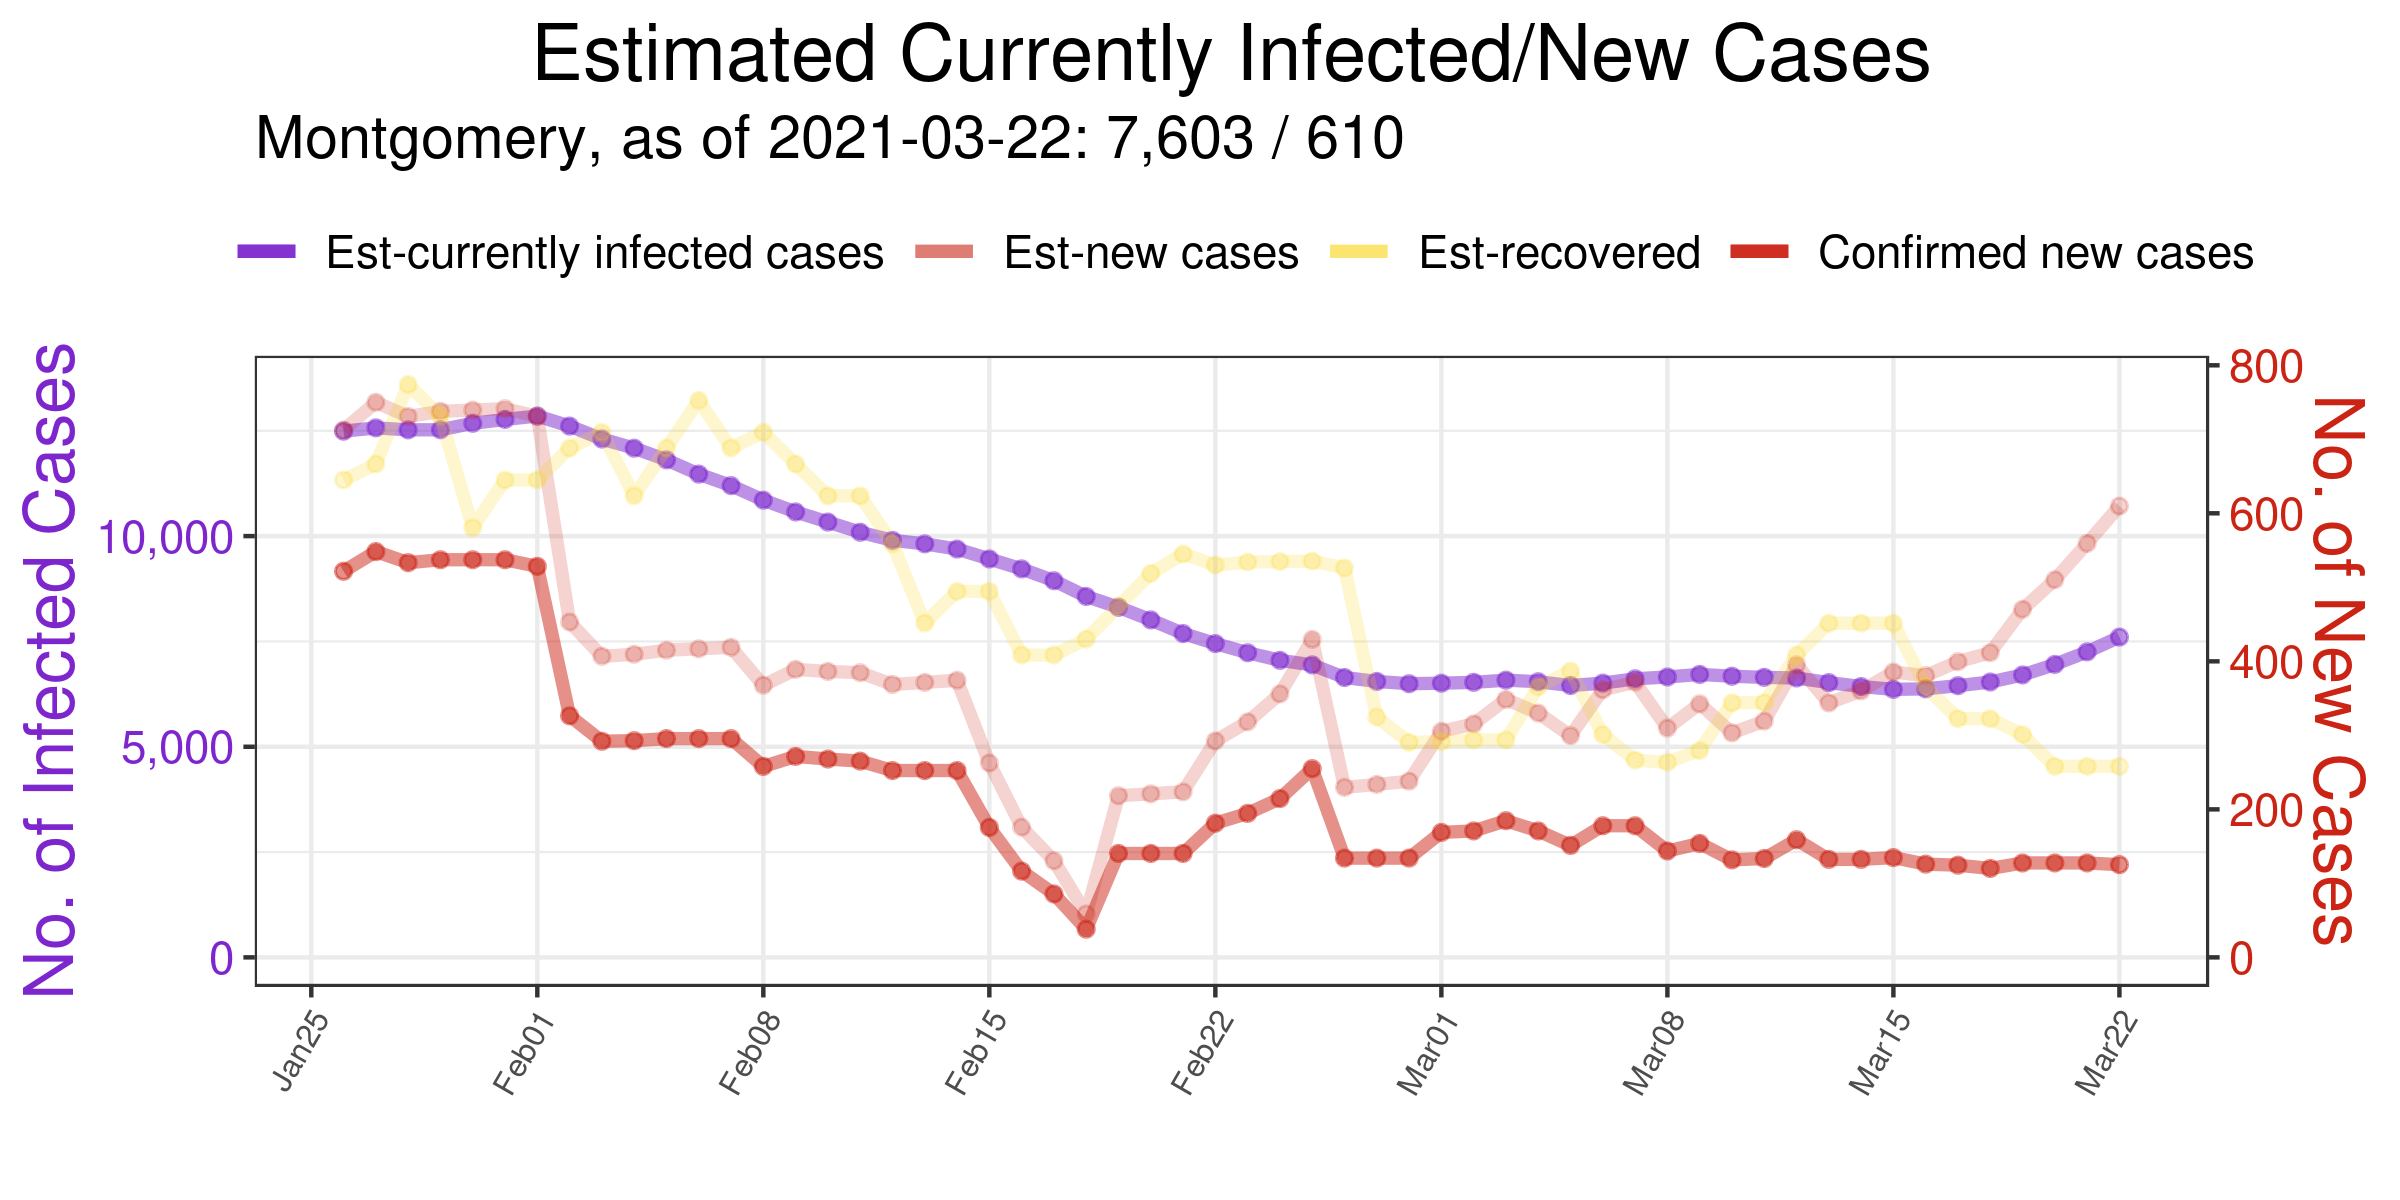 Estimated Currently Infected/New Cases
Montgomery, as of 2021-03-22: 7,603 / 610
Est-currently infected cases Est-new cases Est-recovered Confirmed new cases
No. of Infected Cases
10,000
5,000
0
800
600
400
200
0
No. of New Cases
Jan25 Feb01 Feb08 Feb15 Feb22 Mar01 Mar08 Mar15 Mar22